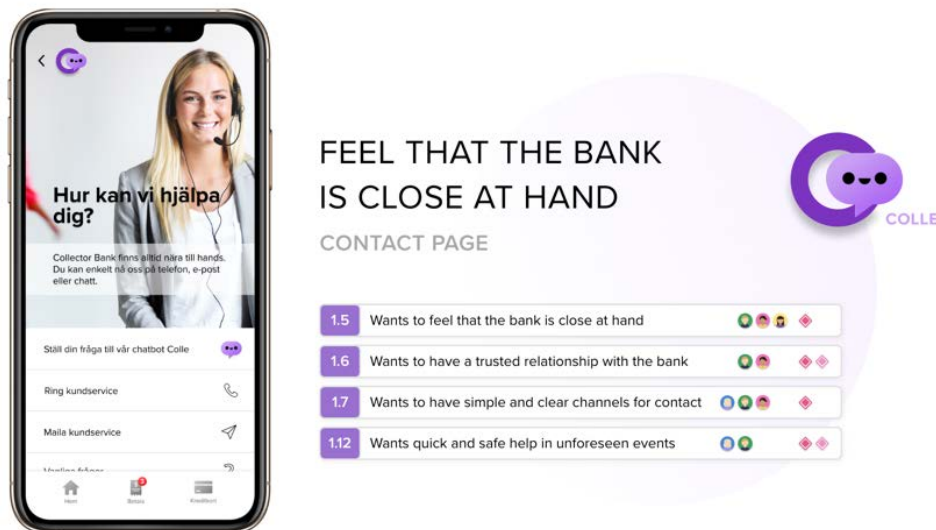 Hur kan vi hjälpa
dig?
Collector Bank finns alltid nära till hands.
Du kan enkelt nå oss på telefon, e-post
eller chatt.
Ställ din fråga till vår chatbot Colle
Ring kundservice
Maila kundservice
Vanliga frågor
3
Hem
Betala
Kreditkort
FEEL THAT THE BANK
IS CLOSE AT HAND
CONTACT PAGE
COLLE
1.5 Wants to feel that the bank is close at hand
1.6 Wants to have a trusted relationship with the bank
1.7 Wants to have simple and clear channels for contact
1.12 Wants quick and safe help in unforeseen events